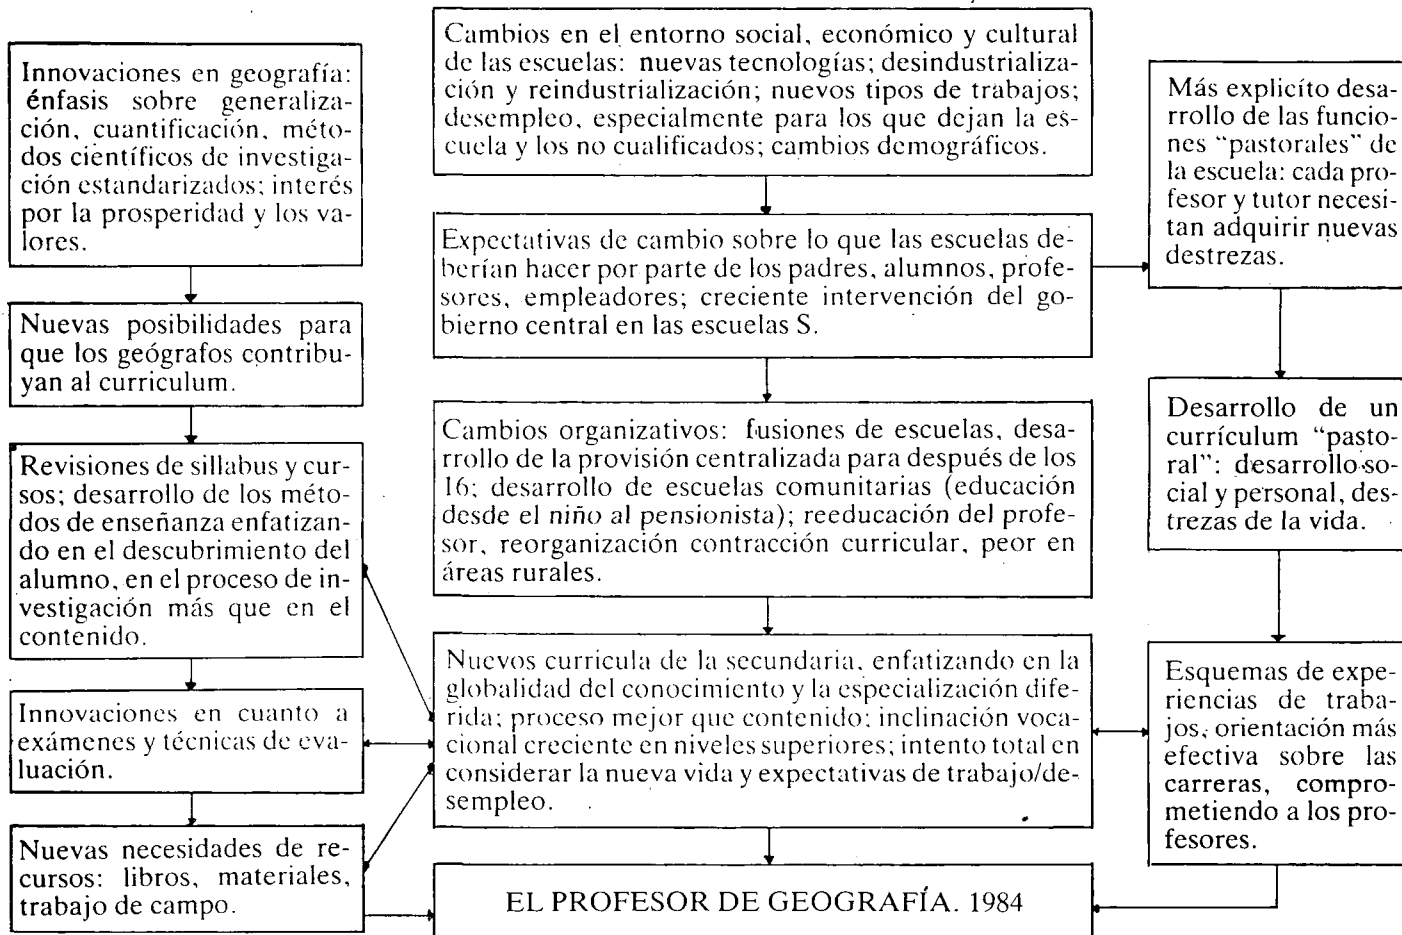 Innovaciones en geografía:
énfasis sobre generaliza-
ción, cuantificación, méto-
dos científicos de investiga-
ción estandarizados; interés
por la prosperidad y los va-
lores.
Nuevas posibilidades para
que los geógrafos contribu-
yan al curriculum.
Revisiones de sillabus y cur-
sos; desarrollo de los méto-
dos de enseñanza enfatizan-
do en el descubrimiento del
alumno, en el proceso de in-
vestigación más que en el
contenido.
Innovaciones en cuanto a
exámenes y técnicas de eva-
luación.
Nuevas necesidades de re-
cursos: libros, materiales,
trabajo de campo.
Cambios en el entorno social, económico y cultural
de las escuelas: nuevas tecnologías; desindustrializa-
ción y reindustrialización; nuevos tipos de trabajos;
desempleo, especialmente para los que dejan la es-
cuela y los no cualificados; cambios demográficos.
Expectativas de cambio sobre lo que las escuelas de-
berían hacer por parte de los padres, alumnos, profe-
sores, empleadores; creciente intervención del go-
bierno central en las escuelas S.
Cambios organizativos: fusiones de escuelas, desa-
rrollo de la provisión centralizada para después de los
16; desarrollo de escuelas comunitarias (educación
desde el niño al pensionista); reeducación del profe-
sor, reorganización contracción curricular, peor en
áreas rurales.
Nuevos curricula de la secundaria, enfatizando en la
globalidad del conocimiento y la especialización dife-
rida; proceso mejor que contenido; inclinación voca-
cional creciente en niveles superiores; intento total en
considerar la nueva vida y expectativas de trabajo/de-
sempleo.
EL PROFESOR DE GEOGRAFÍA. 1984
Más explicíto desa-
rrollo de las funcio-
nes "pastorales" de
la escuela: cada pro-
fesor y tutor necesi-
tan adquirir nuevas
destrezas.
Desarrollo de un
currículum "pasto-
ral": desarrollo so-
cial y personal, des-
trezas de la vida.
Esquemas de expe-
riencias de traba-
jos, orientación más
efectiva sobre las
carreras, compro-
metiendo a los pro-
fesores.